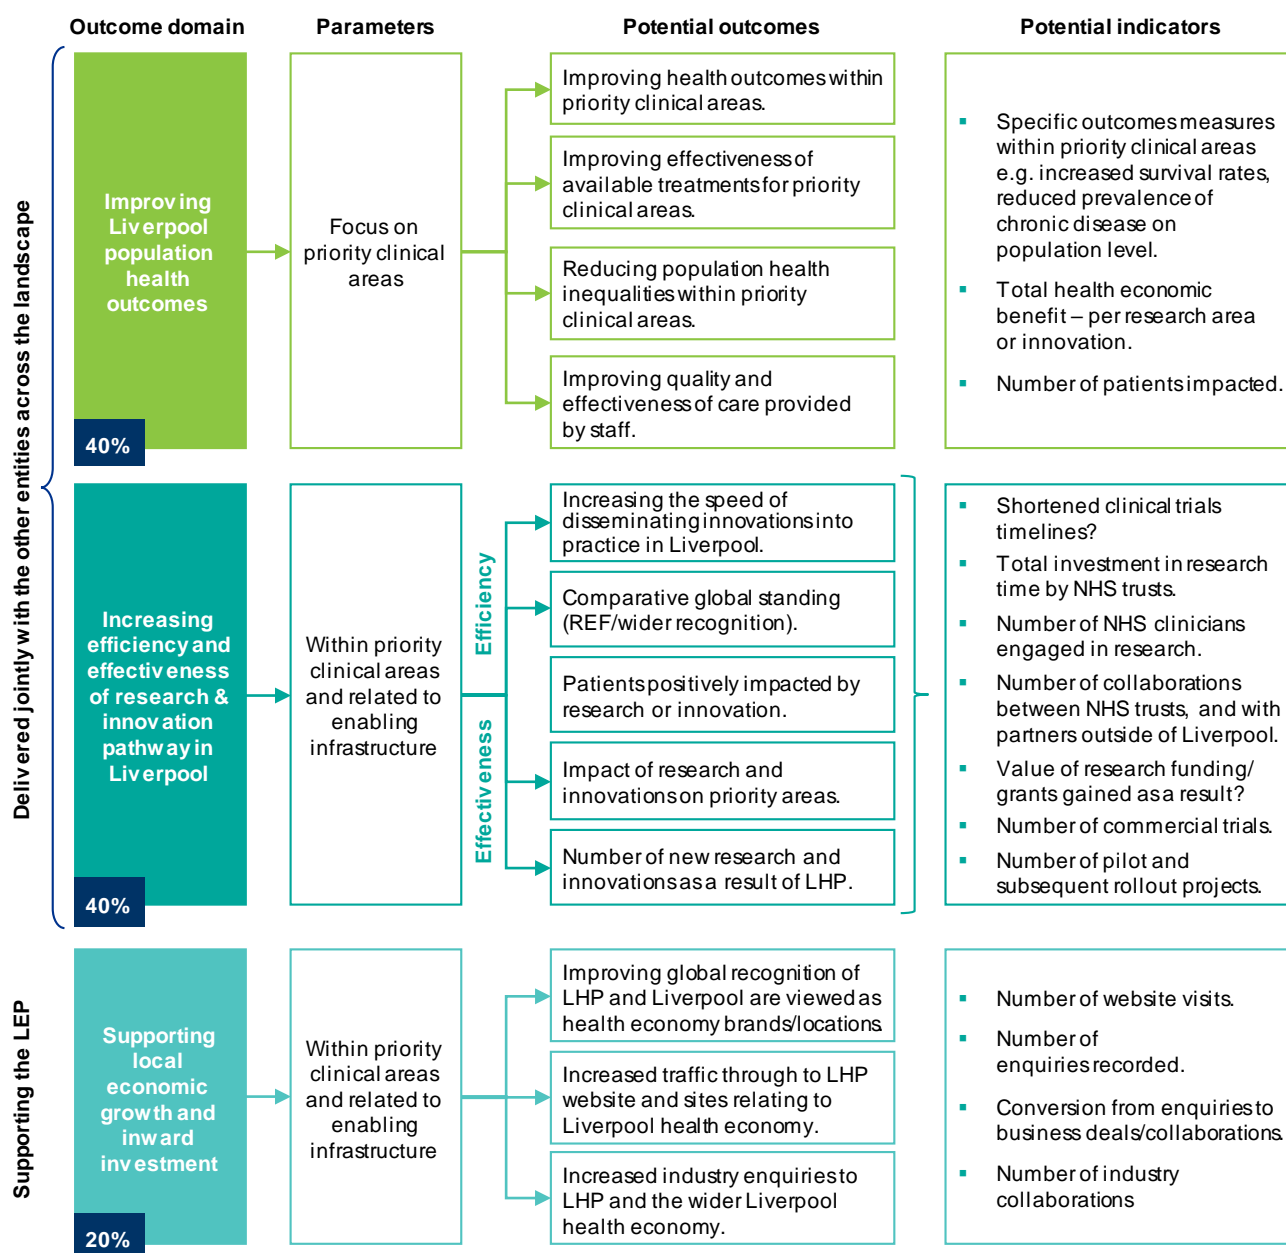 Outcome domain
Parameters
Potential outcomes
Potential indicators
Delivered jointly with the other entities across the landscape
Improving
Liverpool
population
health
outcomes
40%
Focus on
priority clinical
areas
Improving health outcomes within
priority clinical areas.
Improving effectiveness of
available treatments for priority
clinical areas.
Reducing population health
inequalities within priority
clinical areas.
Improving quality and
effectiveness of care provided
by staff.
▪ Specific outcomes measures
within priority clinical areas
e.g. increased survival rates,
reduced prevalence of
chronic disease on
population level.
▪ Total health economic
benefit – per research area
or innovation.
▪ Number of patients impacted.
Increasing
efficiency and
effectiveness
of research &
innovation
pathway in
Liverpool
40%
Within priority
clinical areas
and related to
enabling
infrastructure
Efficiency
Effectiveness
Increasing the speed of
disseminating innovations into
practice in Liverpool.
Comparative global standing
(REF/wider recognition).
Patients positively impacted by
research or innovation.
Impact of research and
innovations on priority areas.
Number of new research and
innovations as a result of LHP.
▪ Shortened clinical trials
timelines?
▪ Total investment in research
time by NHS trusts.
▪ Number of NHS clinicians
engaged in research.
▪ Number of collaborations
between NHS trusts, and with
partners outside of Liverpool.
▪ Value of research funding/
grants gained as a result?
▪ Number of commercial trials.
▪ Number of pilot and
subsequent rollout projects.
Supporting the LEP
Supporting
local
economic
growth and
inward
investment
20%
Within priority
clinical areas
and related to
enabling
infrastructure
Improving global recognition of
LHP and Liverpool are viewed as
health economy brands/locations.
Increased traffic through to LHP
website and sites relating to
Liverpool health economy.
Increased industry enquiries to
LHP and the wider Liverpool
health economy.
▪ Number of website visits.
▪ Number of
enquiries recorded.
▪ Conversion from enquiries to
business deals/collaborations.
▪ Number of industry
collaborations